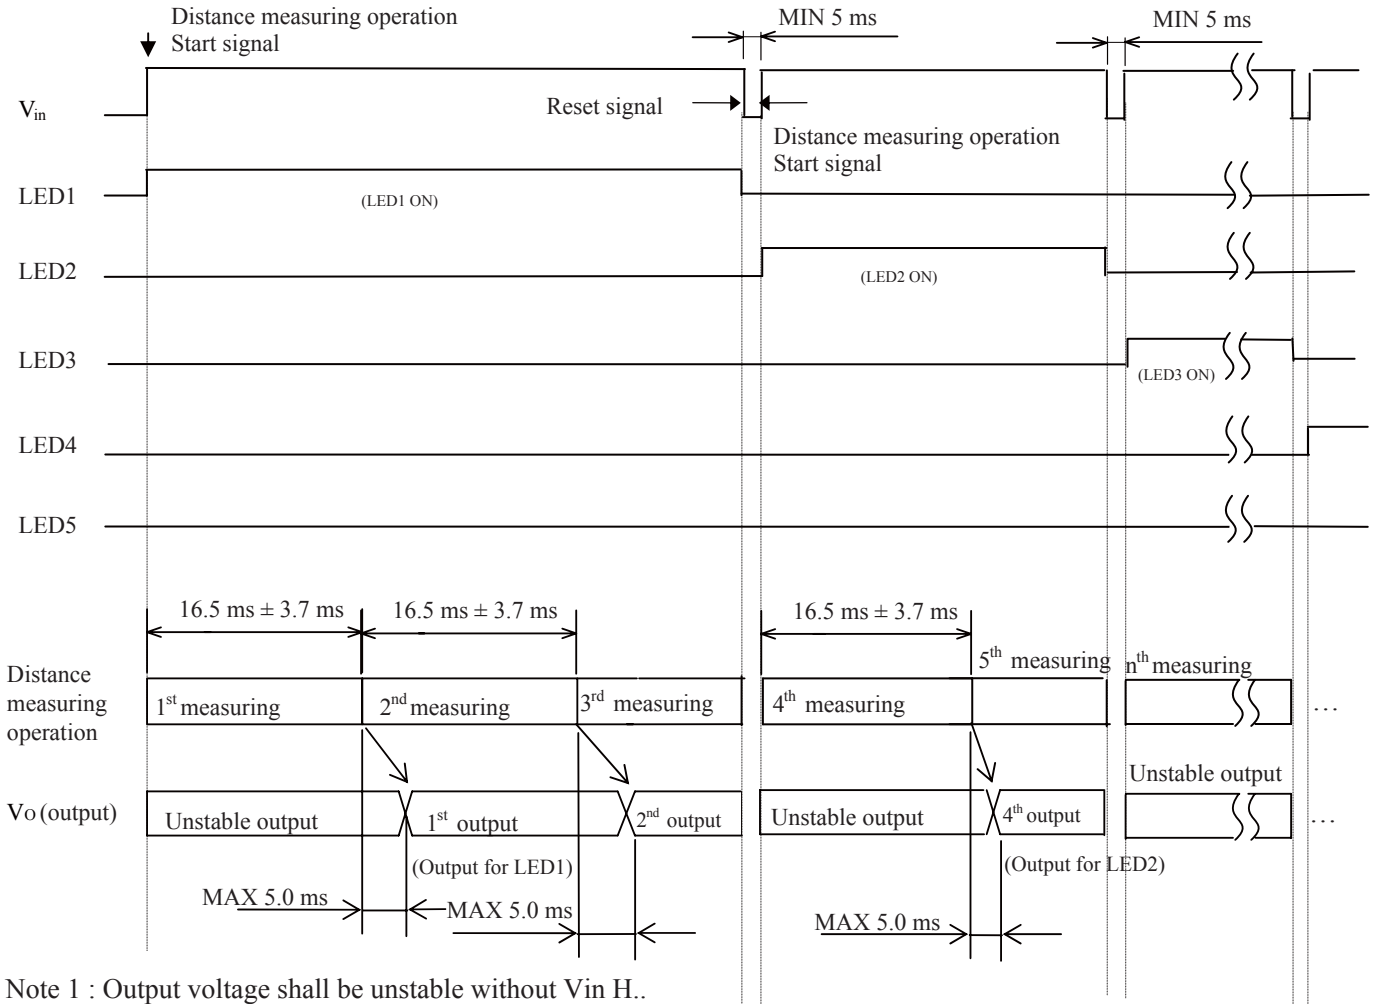 Distance measuring operation
Start signal
MIN 5 ms
MIN 5 ms
Vin
Reset signal
Distance measuring operation
Start signal
LED1
(LED1 ON)
LED2
(LED2 ON)
LED3
(LED3 ON)
LED4
LED5
16.5 ms ± 3.7 ms
16.5 ms ± 3.7 ms
16.5 ms ± 3.7 ms
Distance
measuring
operation
1st measuring
2nd measuring
3rd measuring
4th measuring
5th measuring
nth measuring
...
Vo (output)
Unstable output
1st output
2nd output
Unstable output
4th output
Unstable output
...
(Output for LED1)
(Output for LED2)
MAX 5.0 ms
MAX 5.0 ms
MAX 5.0 ms
Note 1 : Output voltage shall be unstable without Vin H..